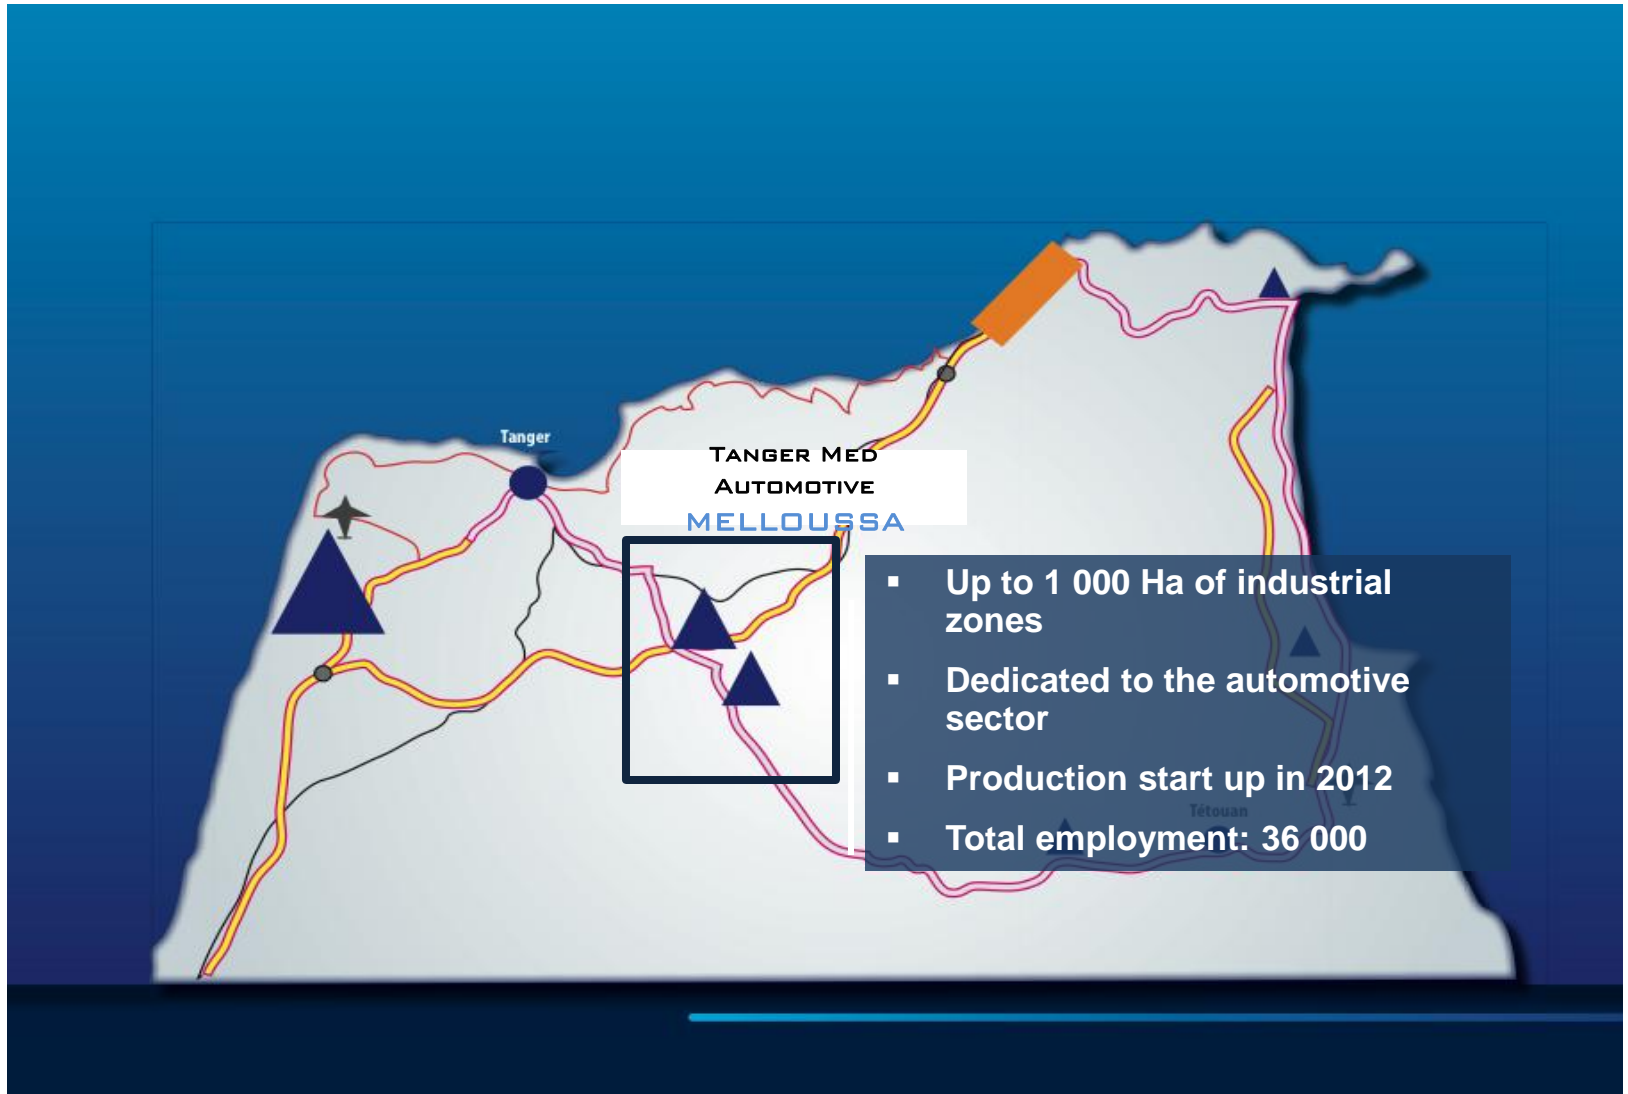 Tanger
TANGER MED
AUTOMOTIVE
MELLOUSSA
▪ Up to 1 000 Ha of industrial
zones
▪ Dedicated to the automotive
sector
▪ Production start up in 2012
Tétouan
▪ Total employment: 36 000